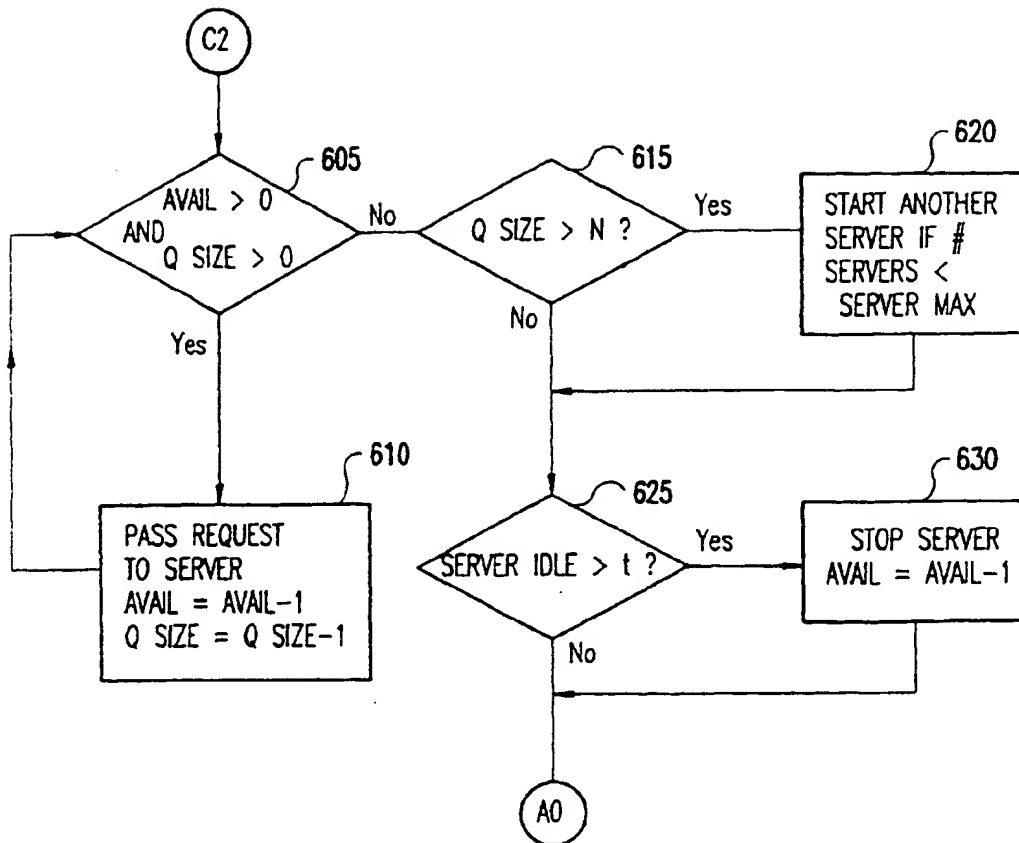 C2
605
AVAIL > 0
AND
Q SIZE > 0
No
Yes
610
PASS REQUEST
TO SERVER
AVAIL = AVAIL-1
Q SIZE = Q SIZE-1
615
Q SIZE > N ?
Yes
No
620
START ANOTHER
SERVER IF #
SERVERS <
SERVER MAX
625
SERVER IDLE > t ?
Yes
No
630
STOP SERVER
AVAIL = AVAIL-1
A0